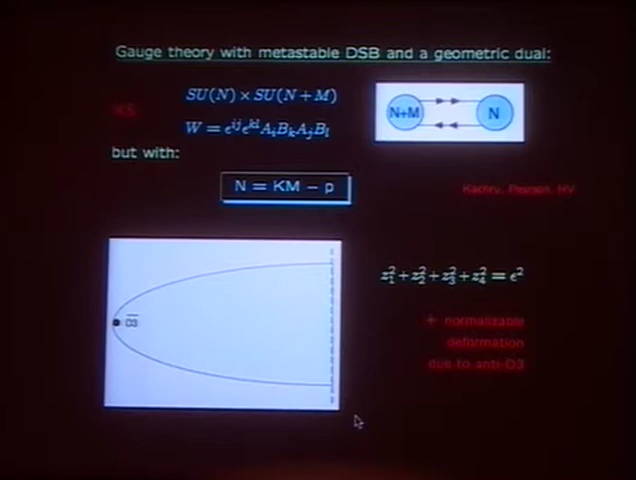 Gauge theory with metastable DSB and a geometric dual:
SU(N) × SU(N + M)
KS
W = ϵ^{ij}ϵ^{kl}A_iB_kA_jB_l
N+M N
but with:
N = KM − p
Kachru, Pearson, HV
D3
z_1^2+z_2^2+z_3^2+z_4^2 = ϵ^2
+ normalizable
deformation
due to anti-D3